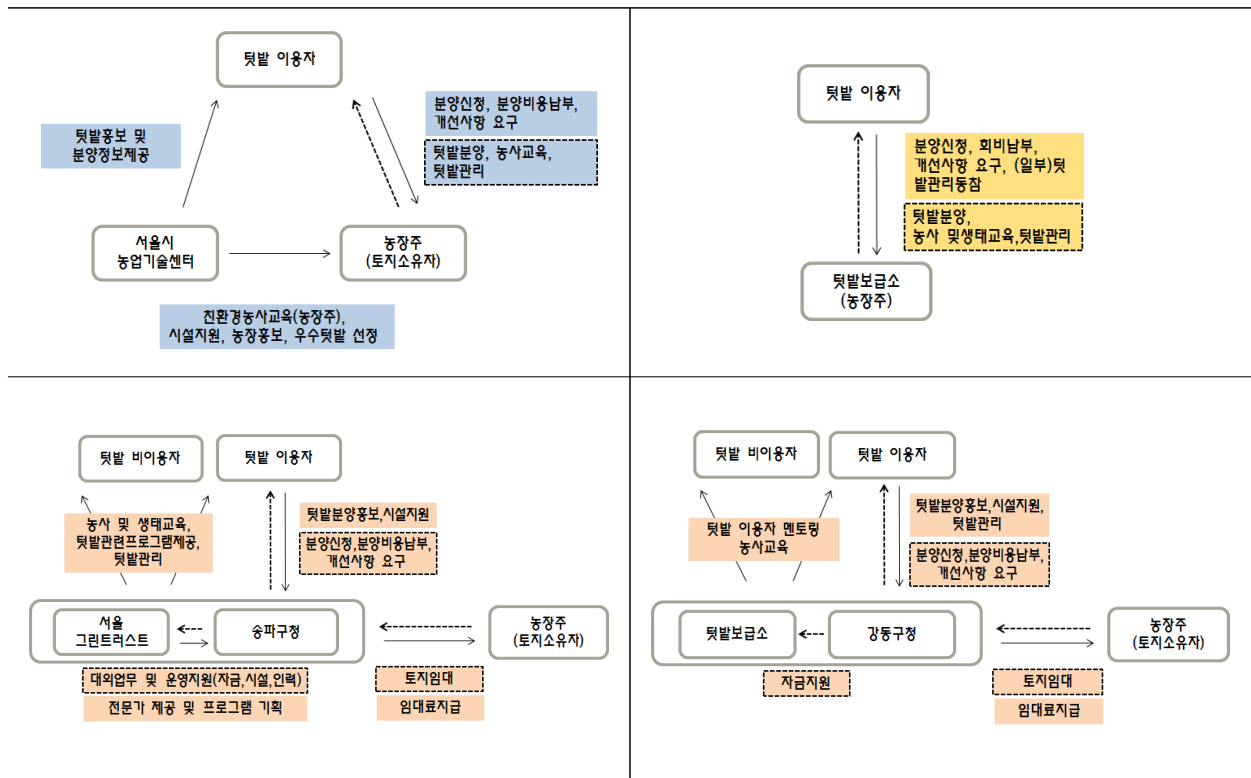 텃밭 이용자
텃밭홍보 및
분양정보제공
분양신청, 분양비용납부,
개선사항 요구
텃밭분양, 농사교육,
텃밭관리
서울시
농업기술센터
농장주
(토지소유자)
친환경농사교육(농장주),
시설지원, 농장홍보, 우수텃밭 선정
텃밭 이용자
분양신청, 회비납부,
개선사항 요구, (일부)텃
밭관리동참
텃밭분양,
농사 및생태교육,텃밭관리
텃밭보급소
(농장주)
텃밭 비이용자
텃밭 이용자
농사 및 생태교육,
텃밭관련프로그램제공,
텃밭관리
텃밭분양홍보,시설지원
분양신청,분양비용납부,
개선사항 요구
서울
그린트러스트
송파구청
농장주
(토지소유자)
대외업무 및 운영지원(자금,시설,인력)
전문가 제공 및 프로그램 기획
토지임대
임대료지급
텃밭 비이용자
텃밭 이용자
텃밭 이용자 멘토링
농사교육
텃밭분양홍보,시설지원,
텃밭관리
분양신청,분양비용납부,
개선사항 요구
텃밭보급소
강동구청
농장주
(토지소유자)
자금지원
토지임대
임대료지급